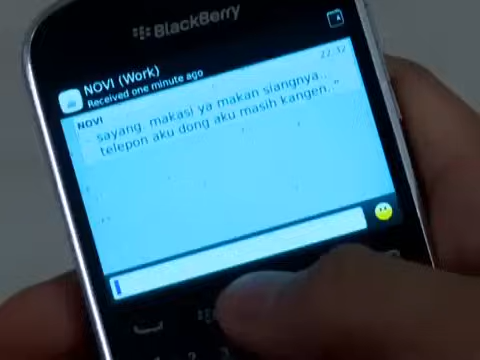 BlackBerry
NOVI (Work)
Received one minute ago
22:32
NOVI
sayang makasi ya makan siangnya..
telepon aku dong aku masih kangen..